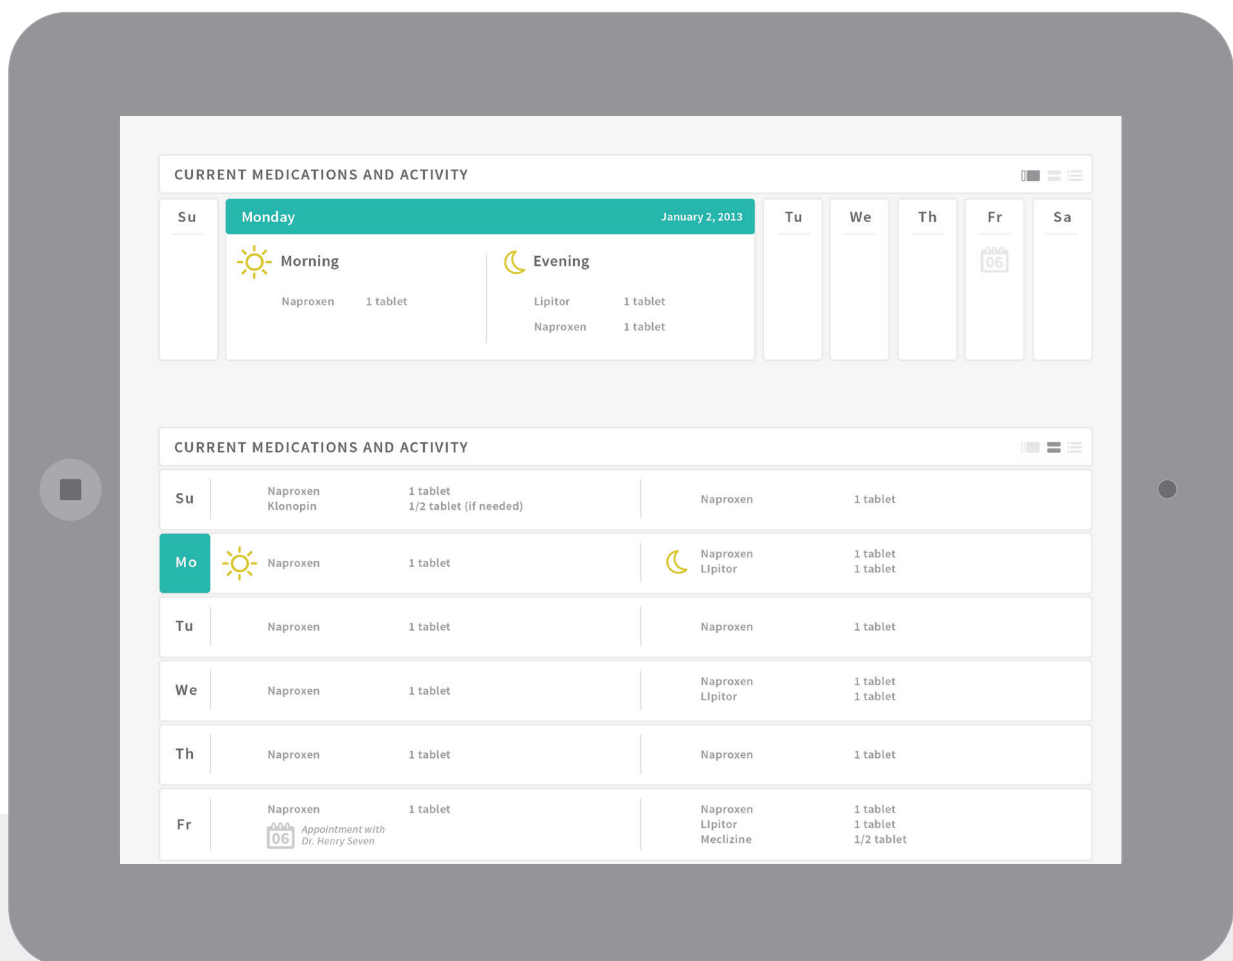 CURRENT MEDICATIONS AND ACTIVITY
Su
Monday January 2, 2013
Tu
We
Th
Fr
Sa
Morning
Naproxen 1 tablet
Evening
Lipitor 1 tablet
Naproxen 1 tablet
06
CURRENT MEDICATIONS AND ACTIVITY
Su
Naproxen 1 tablet
Klonopin 1/2 tablet (if needed)
Naproxen 1 tablet
Mo
Naproxen 1 tablet
Naproxen 1 tablet
LIpitor 1 tablet
Tu
Naproxen 1 tablet
Naproxen 1 tablet
We
Naproxen 1 tablet
Naproxen 1 tablet
LIpitor 1 tablet
Th
Naproxen 1 tablet
Naproxen 1 tablet
Fr
Naproxen 1 tablet
06
Appointment with
Dr. Henry Seven
Naproxen 1 tablet
LIpitor 1 tablet
Meclizine 1/2 tablet